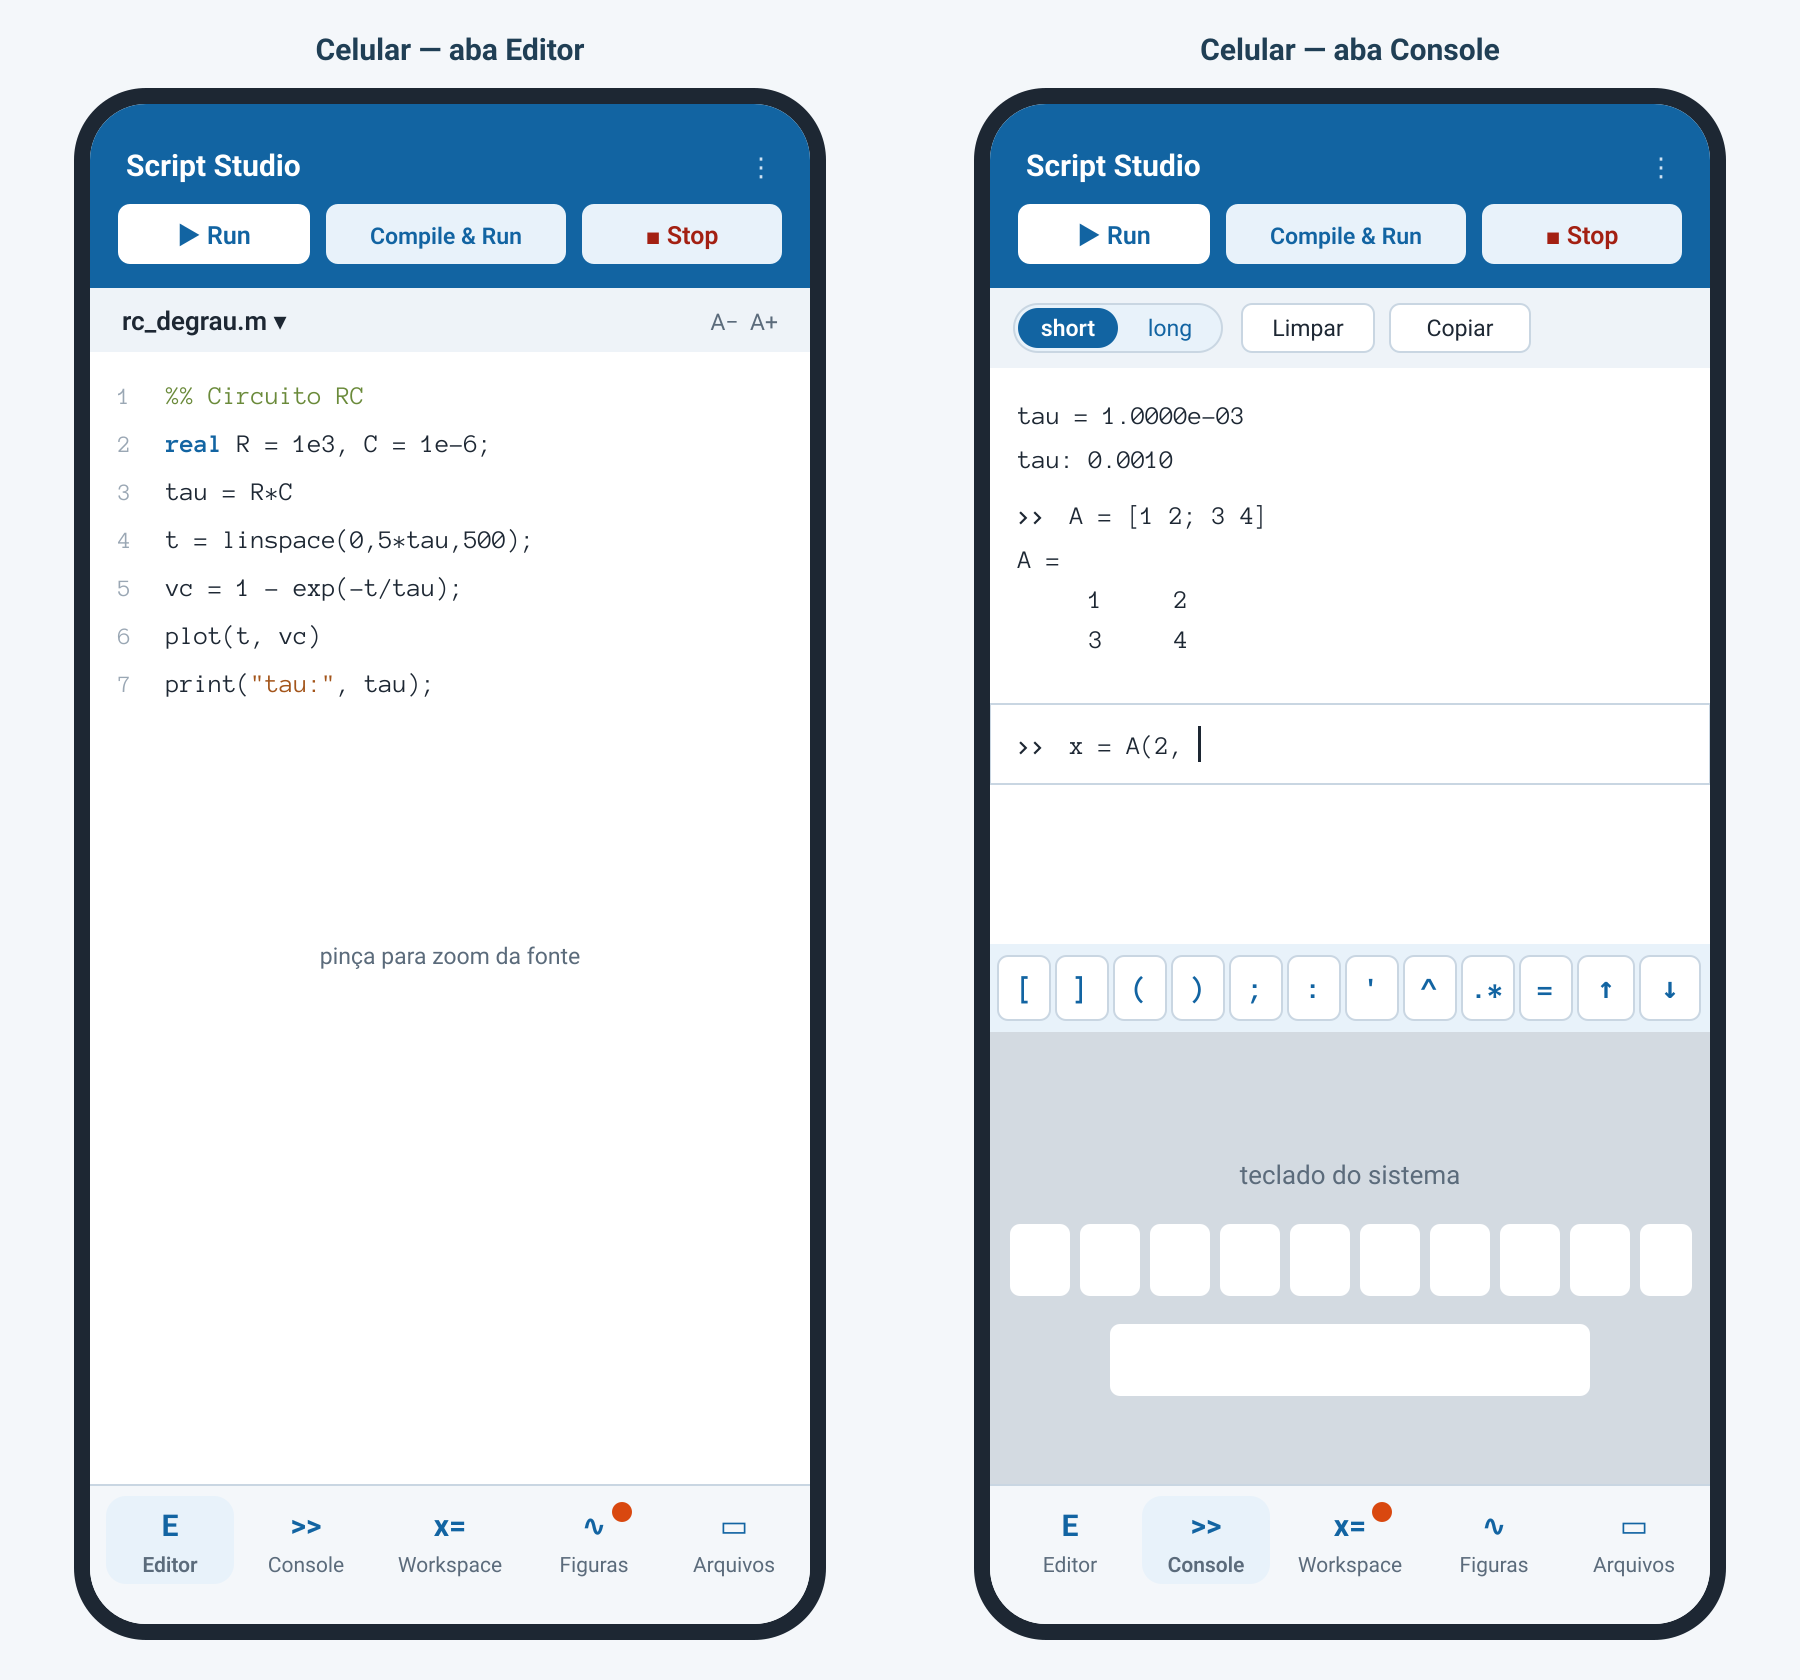 Celular — aba Editor
Script Studio
⋮
▶ Run
Compile & Run
■ Stop
rc_degrau.m ▾
A− A+
1 %% Circuito RC
2 real R = 1e3, C = 1e-6;
3 tau = R*C
4 t = linspace(0,5*tau,500);
5 vc = 1 - exp(-t/tau);
6 plot(t, vc)
7 print("tau:", tau);
pinça para zoom da fonte
E
>>
x=
∿
▭
Editor
Console
Workspace
Figuras
Arquivos
Celular — aba Console
Script Studio
⋮
▶ Run
Compile & Run
■ Stop
short
long
Limpar
Copiar
tau = 1.0000e-03
tau: 0.0010
>> A = [1 2; 3 4]
A =
1 2
3 4
>> x = A(2,
[ ] ( ) ; : ' ^ .* = ↑ ↓
teclado do sistema
E
>>
x=
∿
▭
Editor
Console
Workspace
Figuras
Arquivos